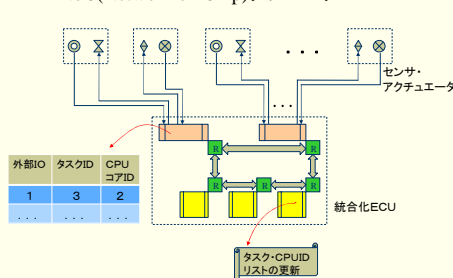 センサ・
アクチュエータ
R
R
外部IO タスクID CPU
コアID
1 3 2
. . . . . . . . .
R
R
R
統合化ECU
タスク・CPUID
リストの更新